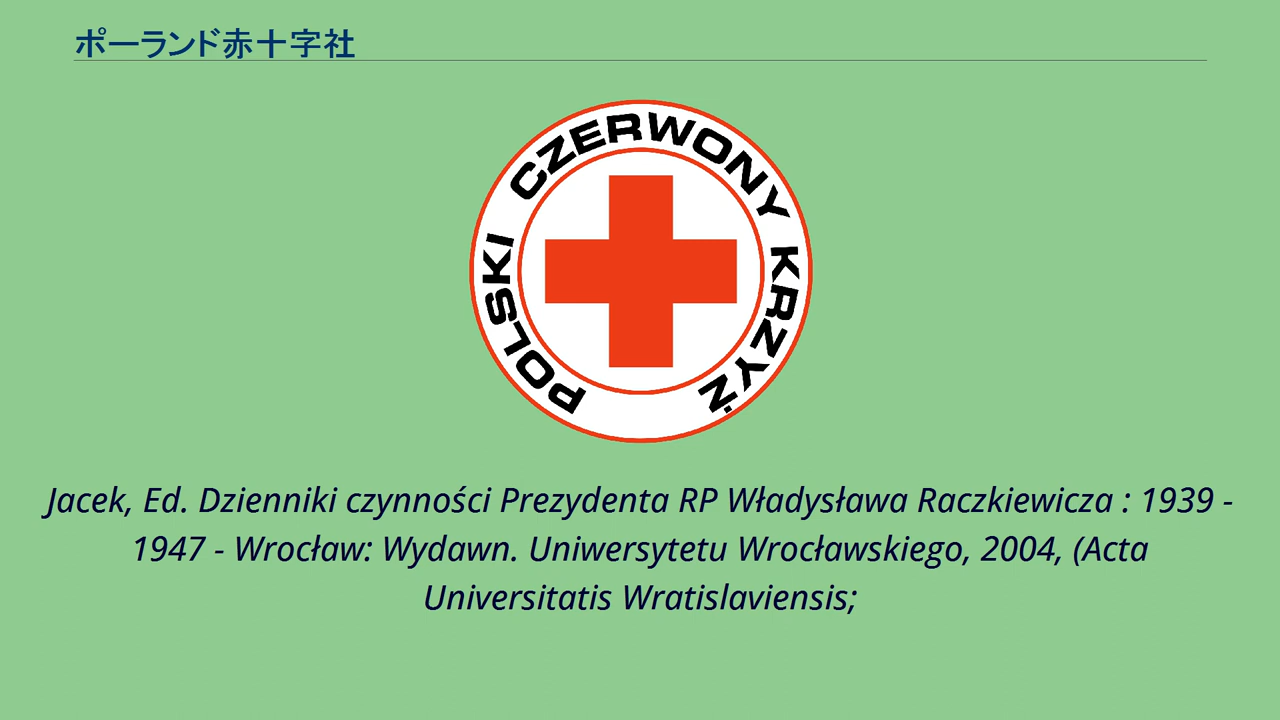 ポーランド赤十字社
POLSKI CZERWONY KRZYŻ
Jacek, Ed. Dzienniki czynności Prezydenta RP Władysława Raczkiewicza : 1939 -
1947 - Wrocław: Wydawn. Uniwersytetu Wrocławskiego, 2004, (Acta
Universitatis Wratislaviensis;